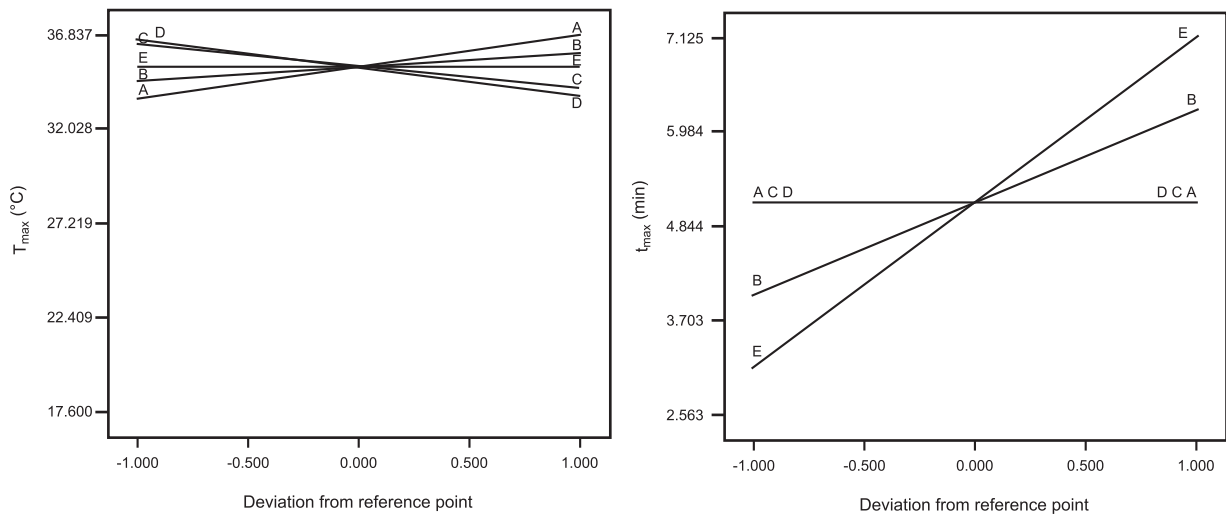 36.837
32.028
27.219
22.409
17.600
T max (°C)
C D
E
B
A
A
B
E
C
D
-1.000 -0.500 0.000 0.500 1.000
Deviation from reference point
7.125
5.984
4.844
3.703
2.563
t max (min)
E
B
A C D
D C A
B
E
-1.000 -0.500 0.000 0.500 1.000
Deviation from reference point